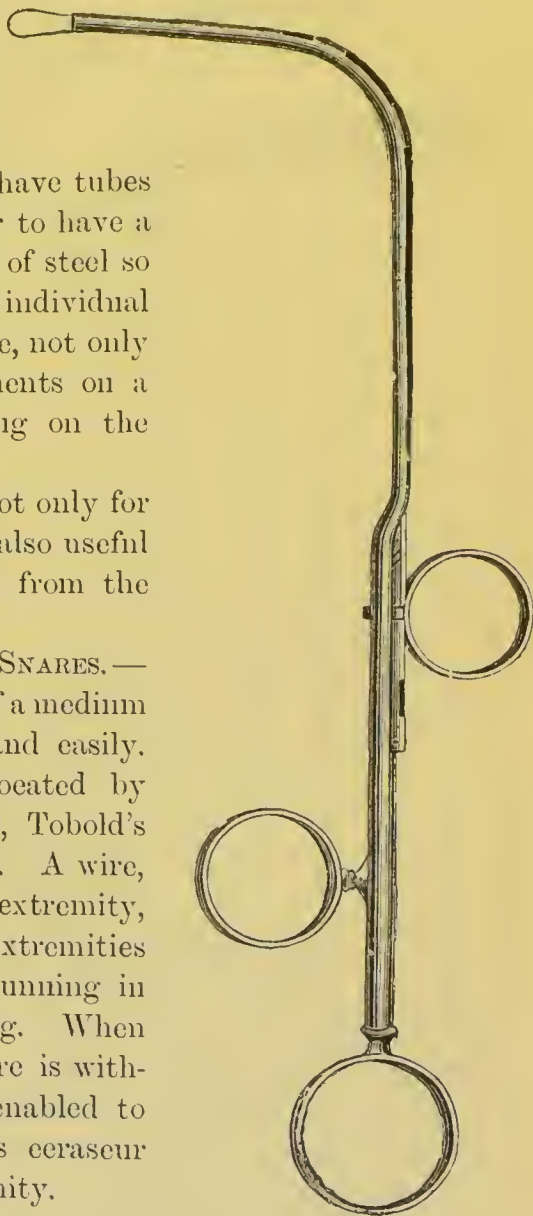 have tubes
to have a
of steel so
individual
e, not only
ments on a
ng on the
ot only for
also useful
from the
SNARES.—
a medium
and easily.
ocated by
, Tobold's
. A wire,
extremity,
xtremities
unning in
g. When
re is with-
enabled to
s ecraseur
nity.